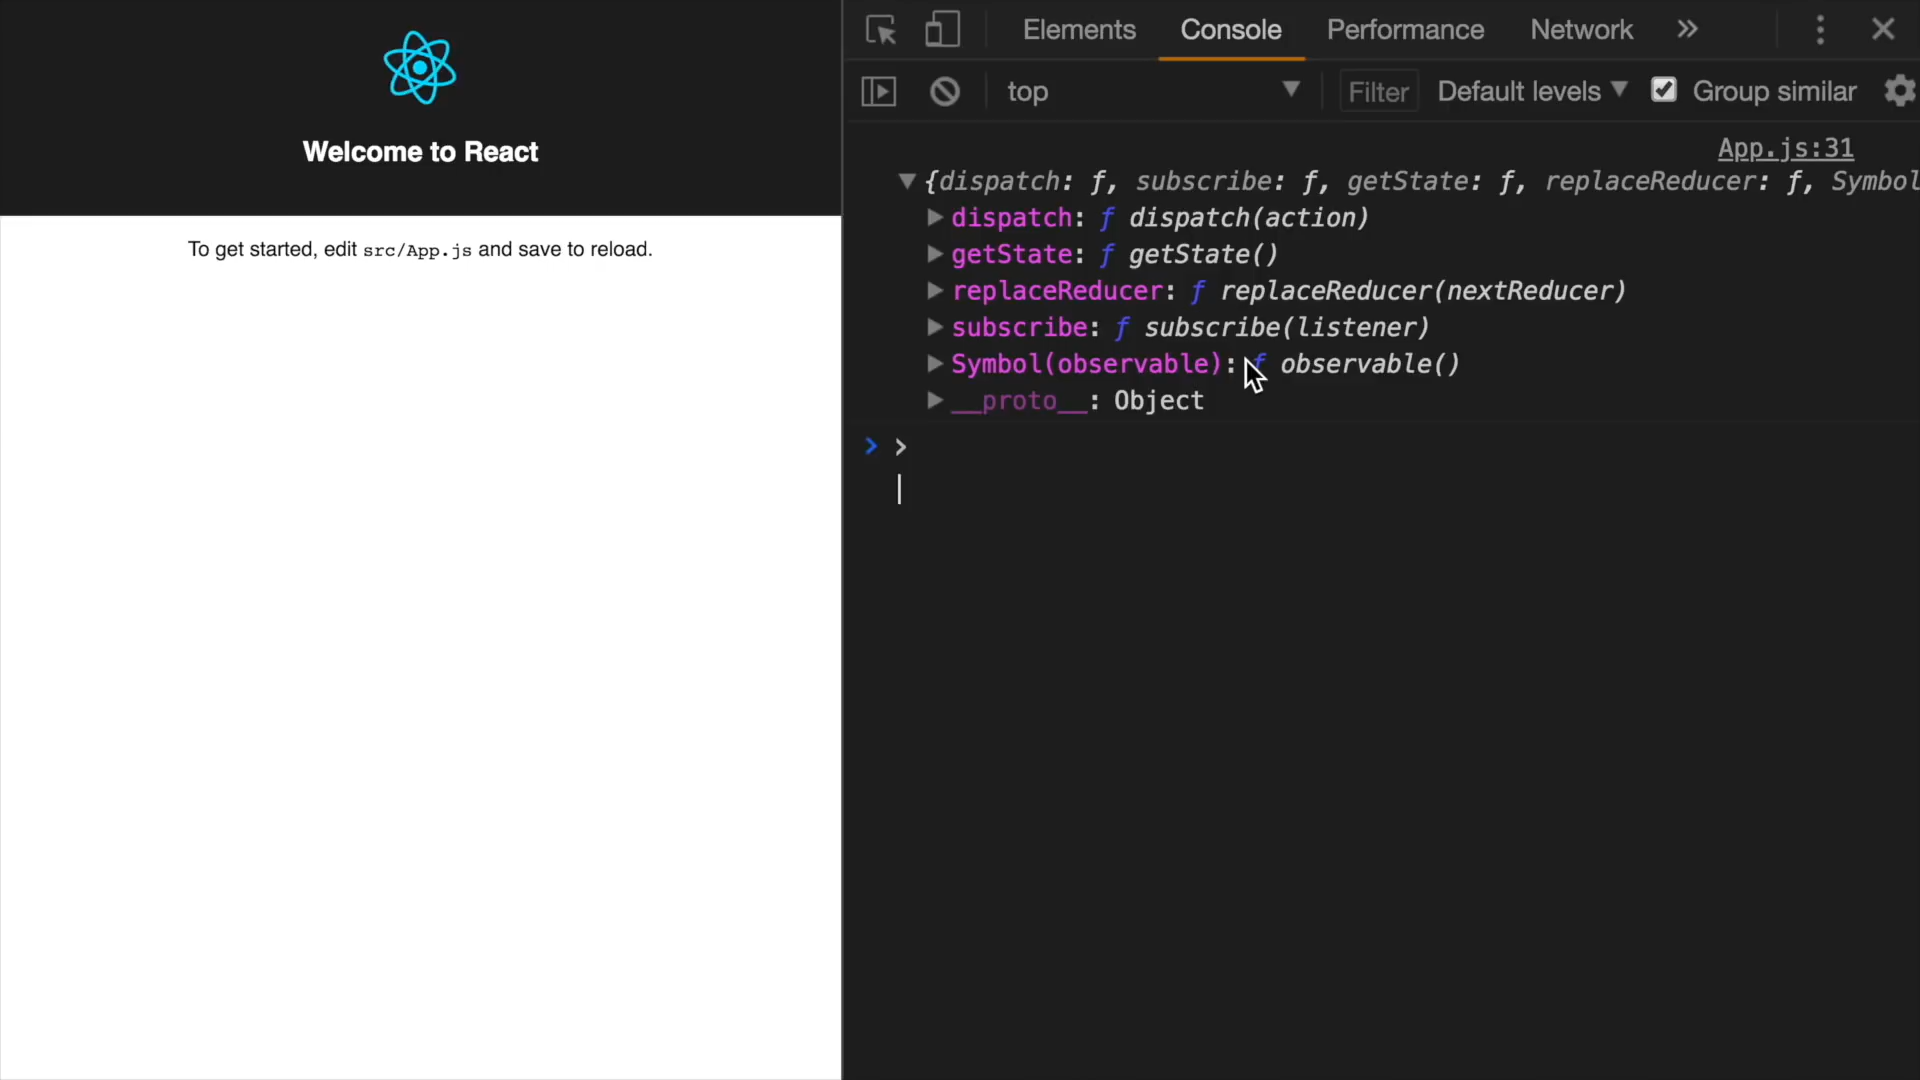 Welcome to React
To get started, edit src/App.js and save to reload.
Elements Console Performance Network »
top Filter Default levels Group similar
App.js:31
{dispatch: ƒ, subscribe: ƒ, getState: ƒ, replaceReducer: ƒ, Symbol
dispatch: ƒ dispatch(action)
getState: ƒ getState()
replaceReducer: ƒ replaceReducer(nextReducer)
subscribe: ƒ subscribe(listener)
Symbol(observable): ƒ observable()
__proto__: Object
> >